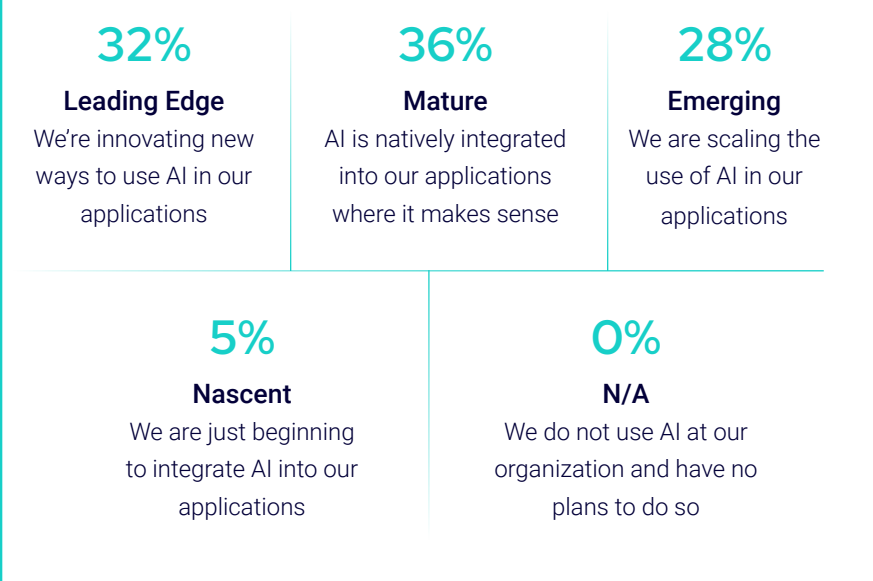 32%
Leading Edge
We're innovating new
ways to use AI in our
applications
36%
Mature
AI is natively integrated
into our applications
where it makes sense
28%
Emerging
We are scaling the
use of AI in our
applications
5%
Nascent
We are just beginning
to integrate AI into our
applications
0%
N/A
We do not use AI at our
organization and have no
plans to do so